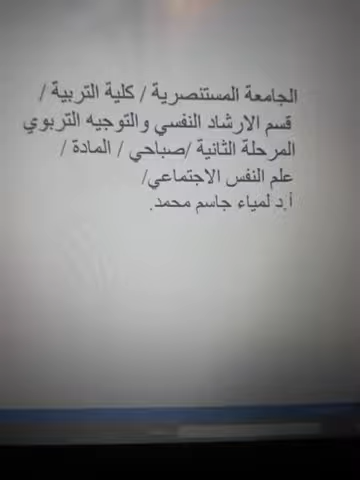 الجامعة المستنصرية / كلية التربية /
قسم الارشاد النفسي والتوجيه التربوي
المرحلة الثانية /صباحي / المادة /
علم النفس الاجتماعي/
أ.د لمياء جاسم محمد.